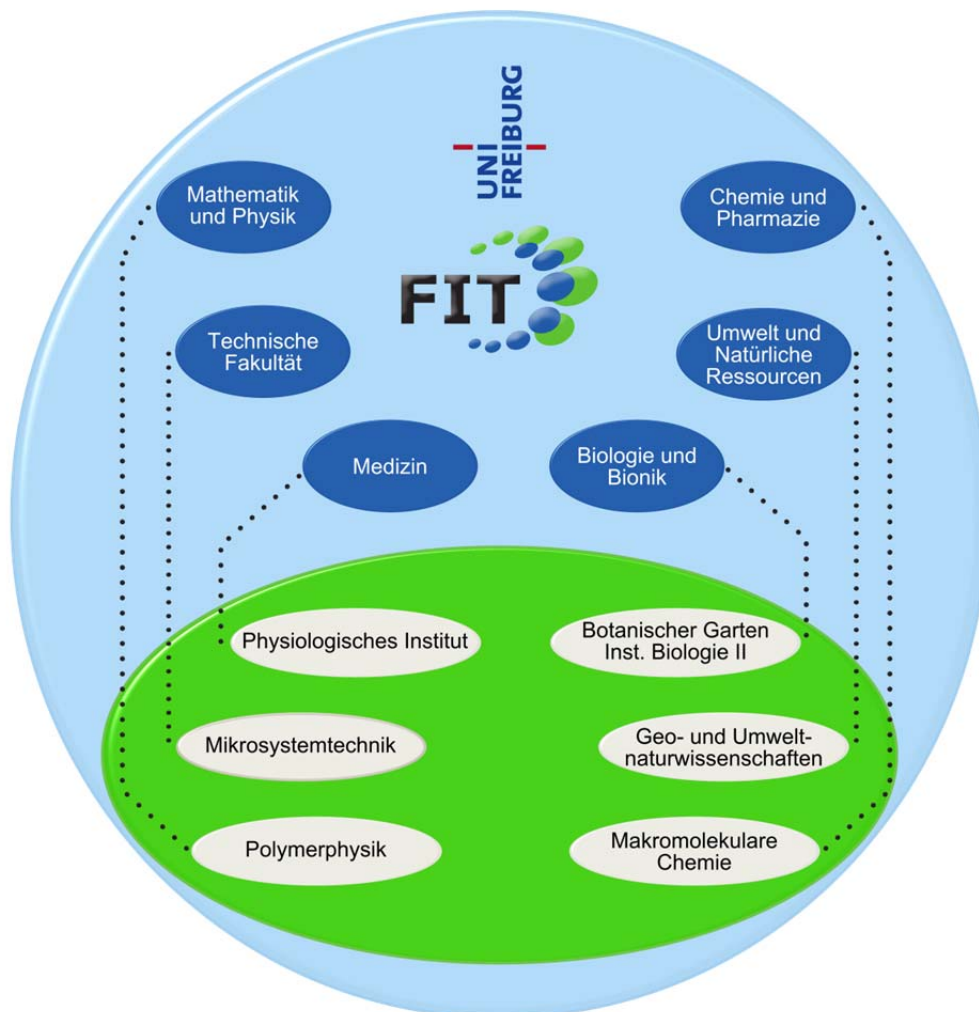 UNI
FREIBURG
Mathematik
und Physik
Chemie und
Pharmazie
FIT
Technische
Fakultät
Umwelt und
Natürliche
Ressourcen
Medizin
Biologie und
Bionik
Physiologisches Institut
Botanischer Garten
Inst. Biologie II
Mikrosystemtechnik
Geo- und Umwelt-
naturwissenschaften
Polymerphysik
Makromolekulare
Chemie